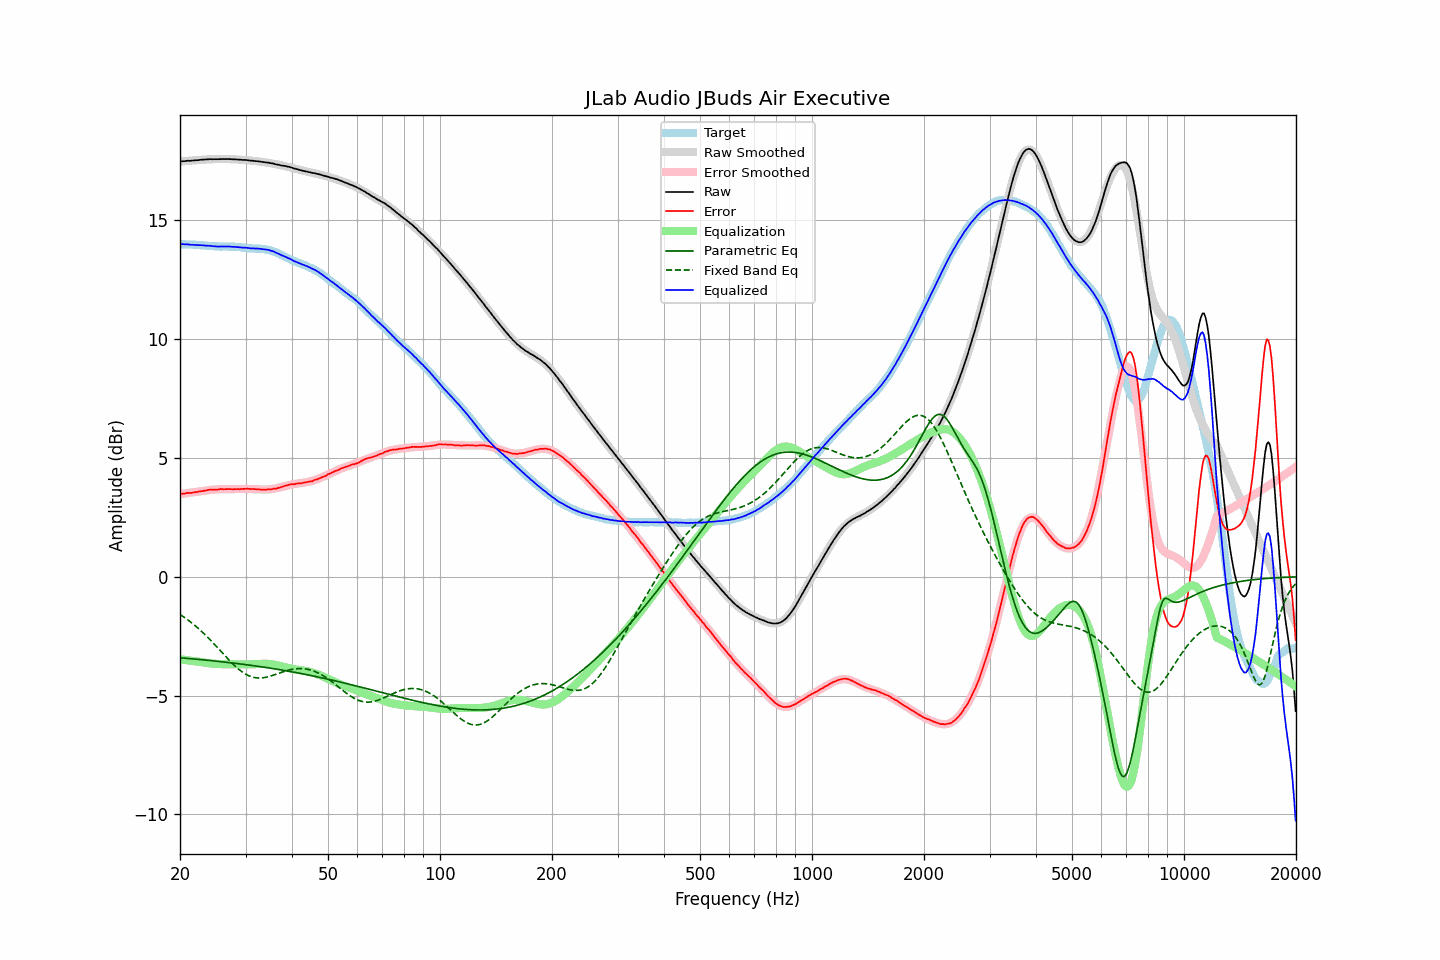 JLab Audio JBuds Air Executive
Target
Raw Smoothed
Error Smoothed
Raw
Error
Equalization
Parametric Eq
Fixed Band Eq
Equalized
Amplitude (dBr)
15
10
5
0
−5
−10
20 50 100 200 500 1000 2000 5000 10000 20000
Frequency (Hz)